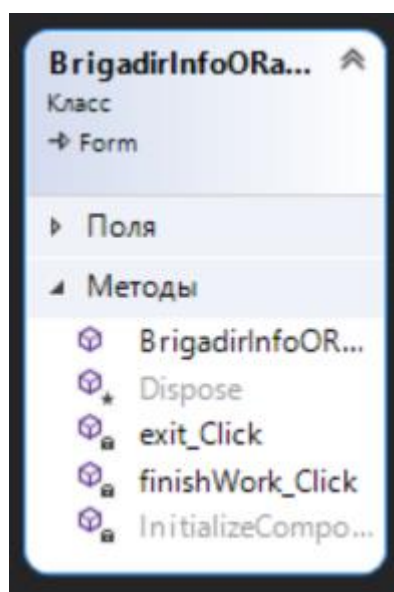 BrigadirInfoORa...
Класс
Form
Поля
Методы
BrigadirInfoOR...
Dispose
exit_Click
finishWork_Click
InitializeCompo...